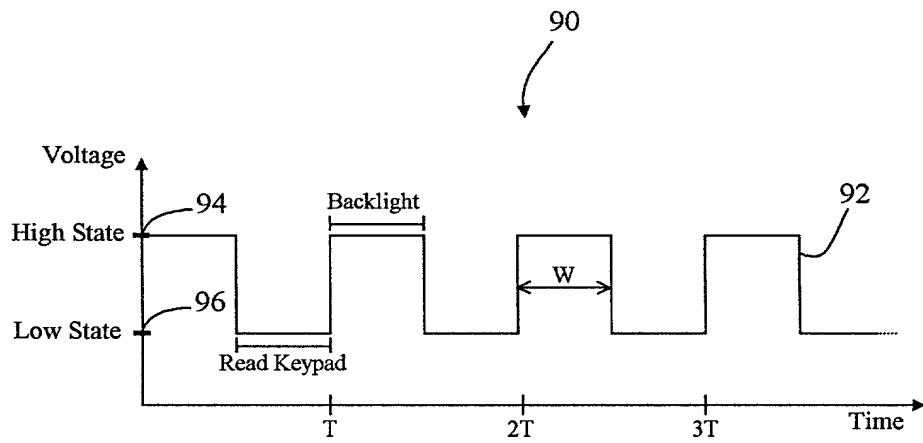 90
Voltage
94
Backlight
92
High State
W
96
Low State
Read Keypad
T
2T
3T
Time